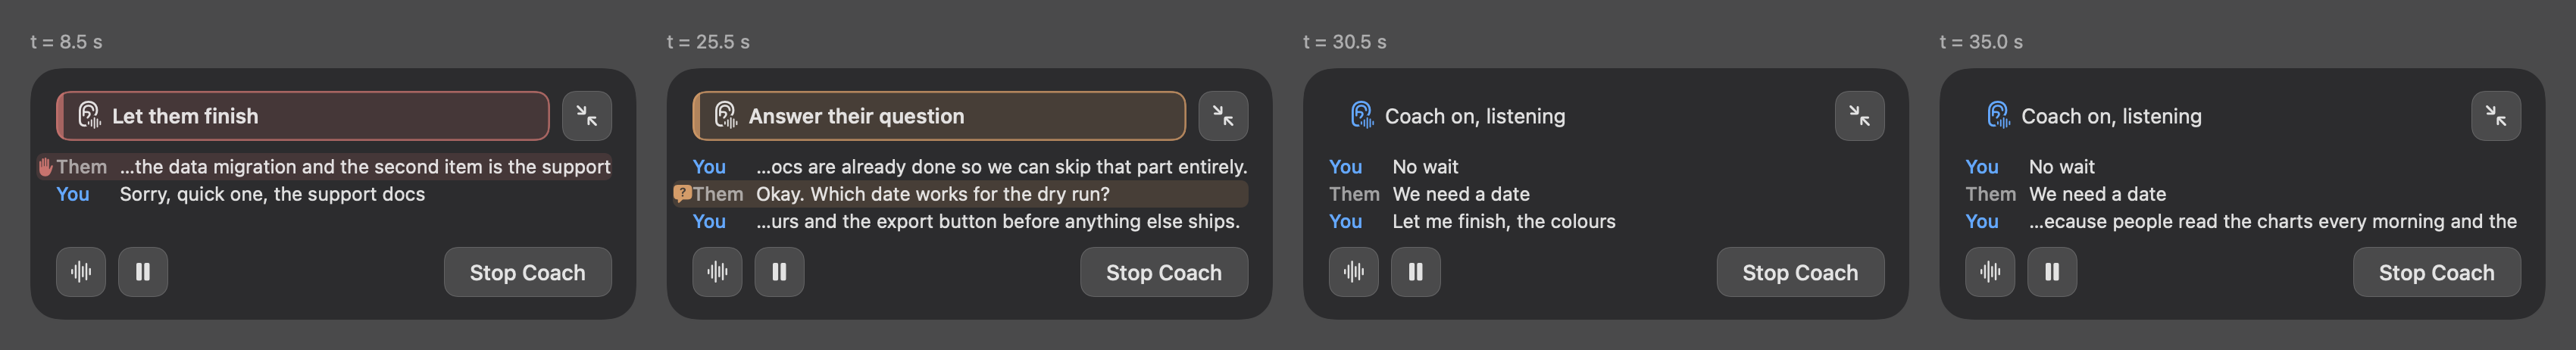 t = 8.5 s
Let them finish
Them ...the data migration and the second item is the support
You Sorry, quick one, the support docs
Stop Coach
t = 25.5 s
Answer their question
You ...ocs are already done so we can skip that part entirely.
? Them Okay. Which date works for the dry run?
You ...urs and the export button before anything else ships.
Stop Coach
t = 30.5 s
Coach on, listening
You No wait
Them We need a date
You Let me finish, the colours
Stop Coach
t = 35.0 s
Coach on, listening
You No wait
Them We need a date
You ...ecause people read the charts every morning and the
Stop Coach